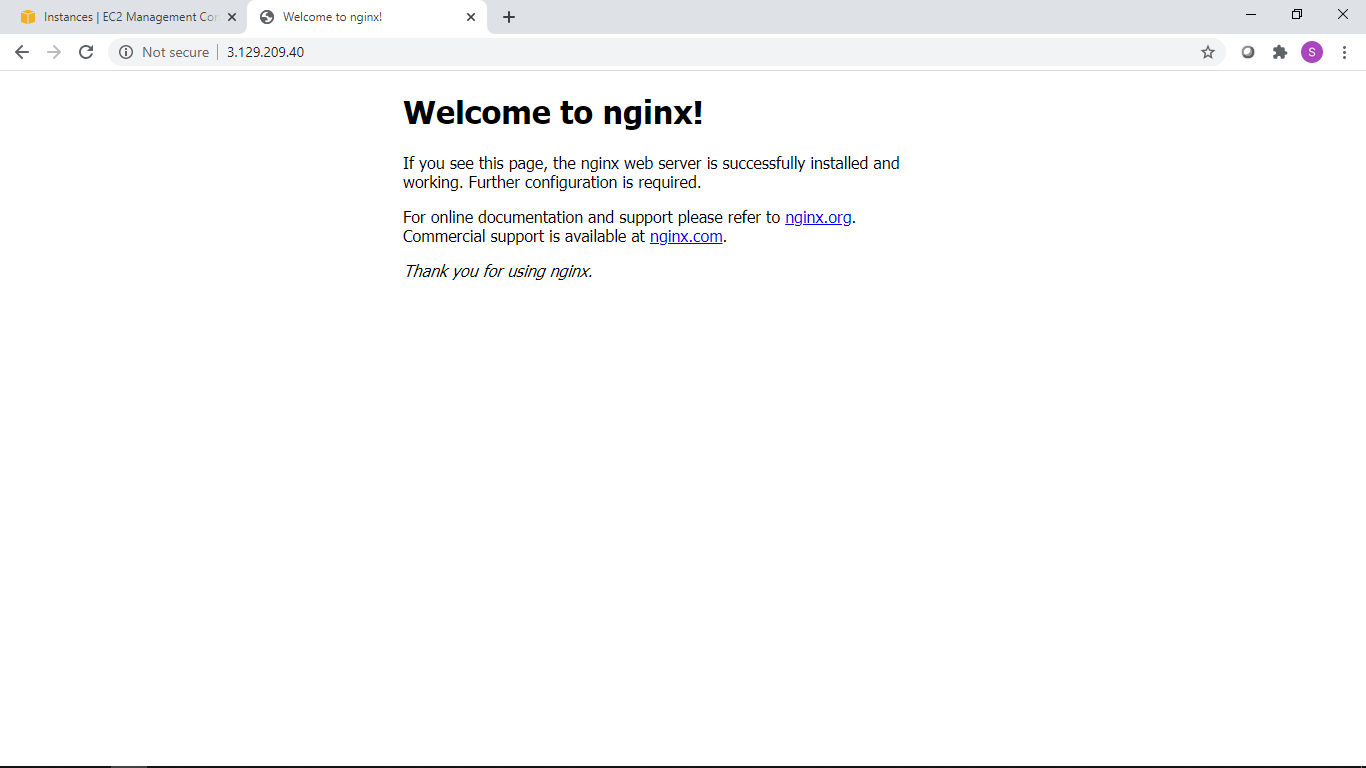 Instances | EC2 Management Con
Welcome to nginx!
Not secure
3.129.209.40
S
Welcome to nginx!
If you see this page, the nginx web server is successfully installed and
working. Further configuration is required.
For online documentation and support please refer to nginx.org.
Commercial support is available at nginx.com.
Thank you for using nginx.